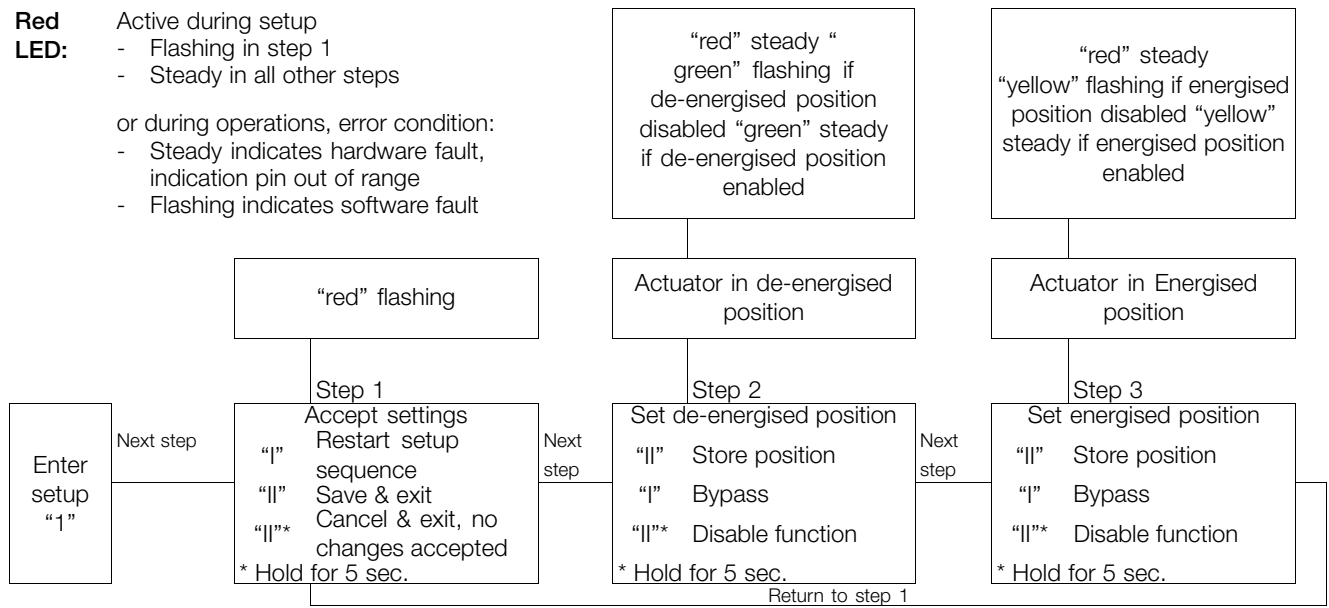 Red Active during setup
LED: - Flashing in step 1
- Steady in all other steps
or during operations, error condition:
- Steady indicates hardware fault,
indication pin out of range
- Flashing indicates software fault
“red” steady “
green” flashing if
de-energised position
disabled “green” steady
if de-energised position
enabled
“red” steady
“yellow” flashing if energised
position disabled “yellow”
steady if energised position
enabled
“red” flashing
Actuator in de-energised
position
Actuator in Energised
position
Enter
setup
“1”
Next step
Step 1
Accept settings
“I” Restart setup
sequence
“II” Save & exit
“II”* Cancel & exit, no
changes accepted
* Hold for 5 sec.
Next
step
Step 2
Set de-energised position
“II” Store position
“I” Bypass
“II”* Disable function
* Hold for 5 sec.
Next
step
Step 3
Set energised position
“II” Store position
“I” Bypass
“II”* Disable function
* Hold for 5 sec.
Return to step 1